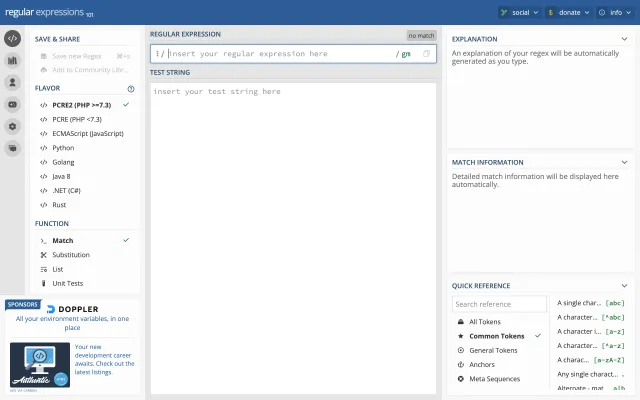 regular expressions 101
social
donate
info
SAVE & SHARE
Save new Regex ⌘+s
Add to Community Libr...
FLAVOR
PCRE2 (PHP >=7.3)
PCRE (PHP <7.3)
ECMAScript (JavaScript)
Python
Golang
Java 8
.NET (C#)
Rust
FUNCTION
Match
Substitution
List
Unit Tests
SPONSORS
DOPPLER
All your environment variables, in one
place
Authentic
Your new
development career
awaits. Check out the
latest listings.
REGULAR EXPRESSION
no match
/ insert your regular expression here / gm
TEST STRING
insert your test string here
EXPLANATION
An explanation of your regex will be automatically
generated as you type.
MATCH INFORMATION
Detailed match information will be displayed here
automatically.
QUICK REFERENCE
Search reference
All Tokens
Common Tokens
General Tokens
Anchors
Meta Sequences
A single char... [abc]
A character... [^abc]
A character i... [a-z]
A character... [^a-z]
A charac... [a-zA-Z]
Any single charact... .
Alternate - mat... a|b